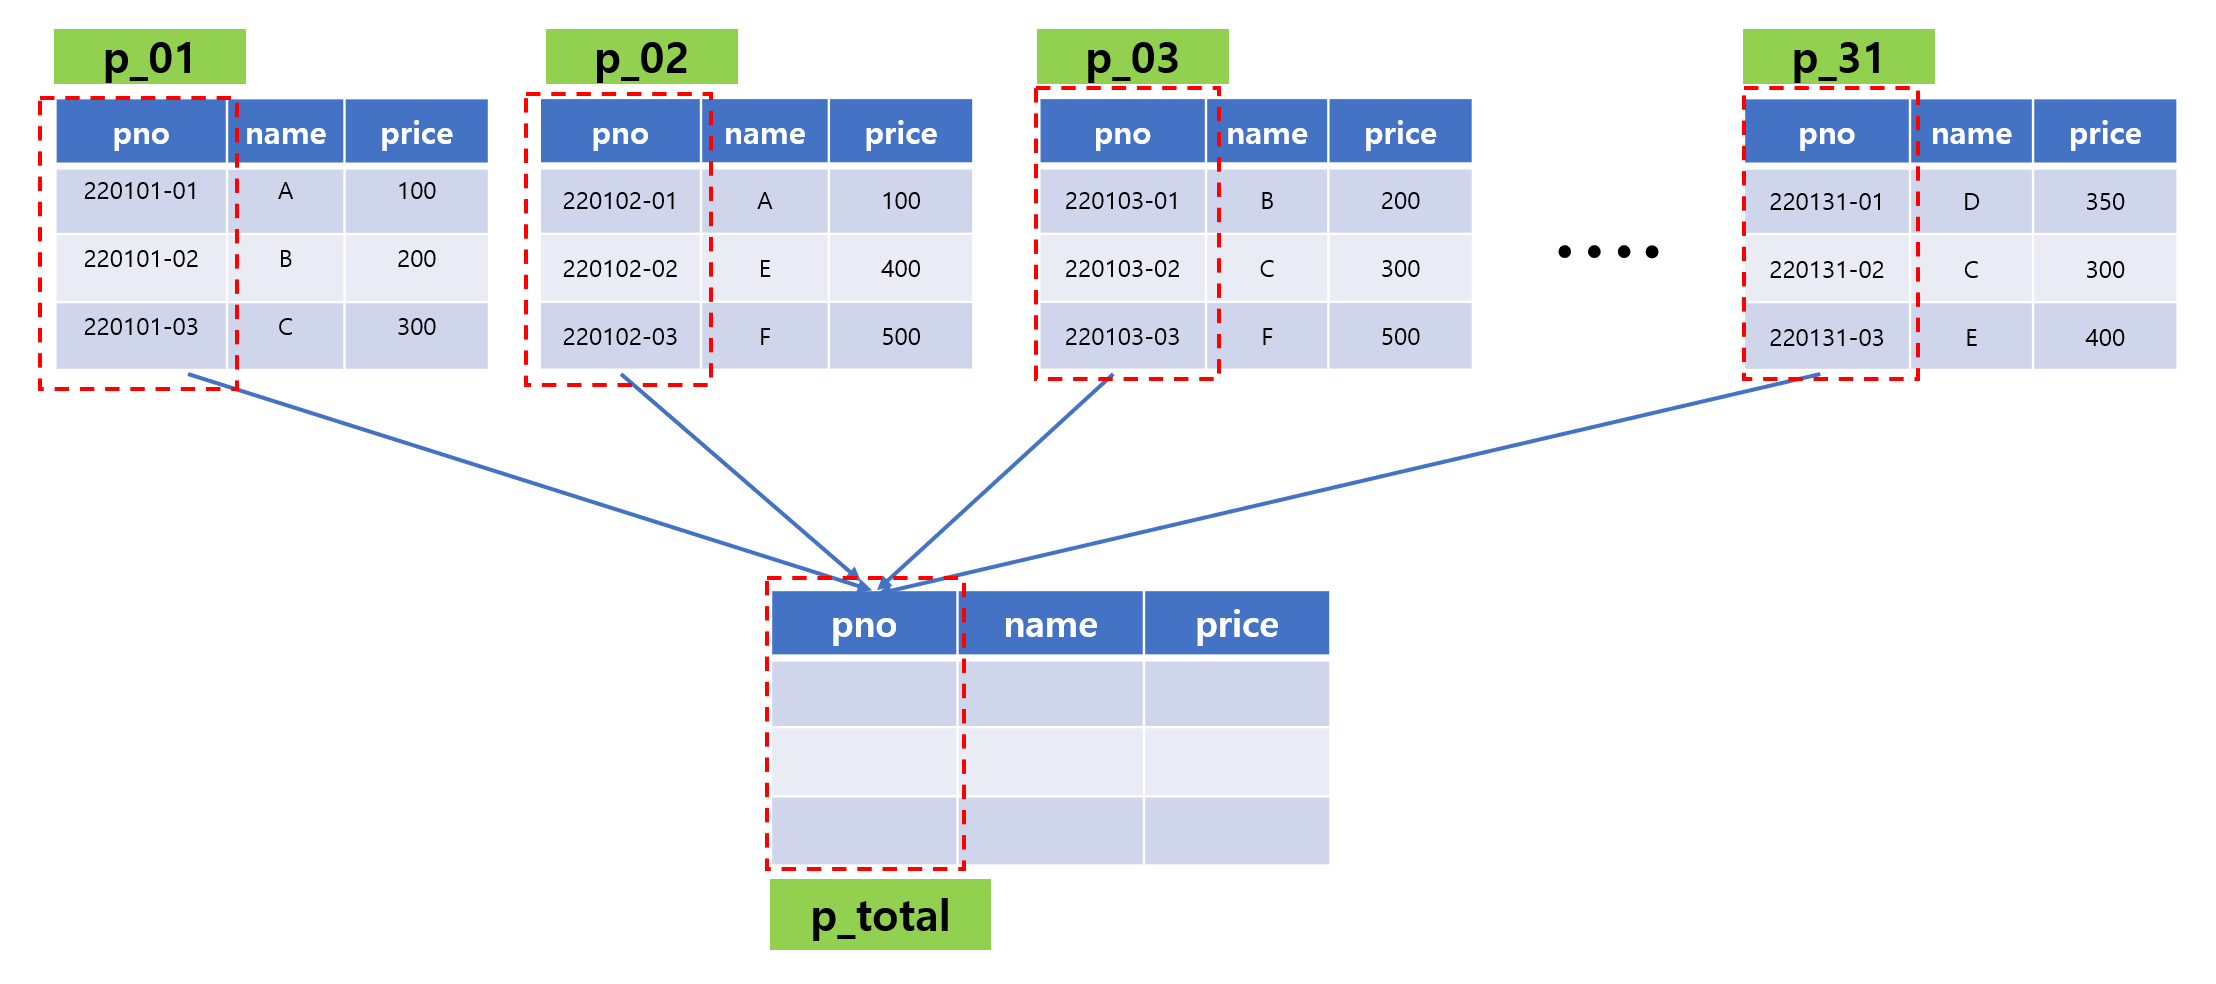 p_01
pno name price
220101-01 A 100
220101-02 B 200
220101-03 C 300
p_02
pno name price
220102-01 A 100
220102-02 E 400
220102-03 F 500
p_03
pno name price
220103-01 B 200
220103-02 C 300
220103-03 F 500
....
p_31
pno name price
220131-01 D 350
220131-02 C 300
220131-03 E 400
pno name price
p_total